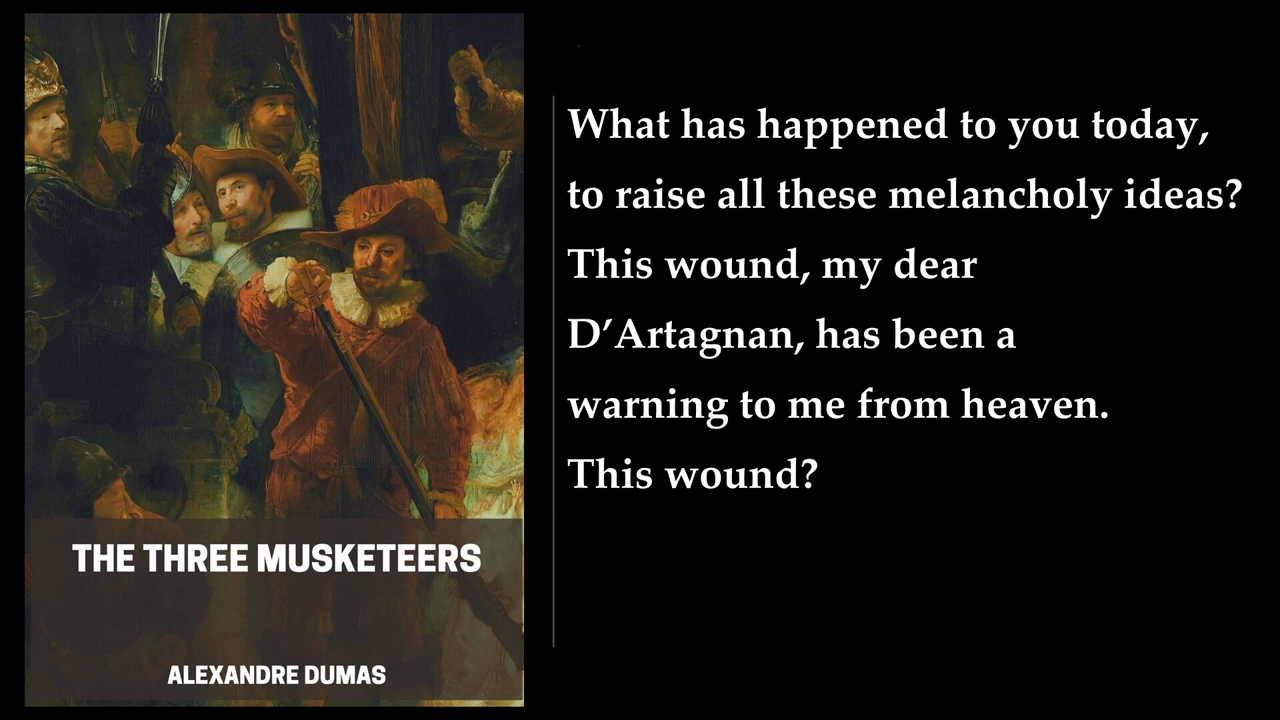 THE THREE MUSKETEERS
ALEXANDRE DUMAS
What has happened to you today,
to raise all these melancholy ideas?
This wound, my dear
D’Artagnan, has been a
warning to me from heaven.
This wound?